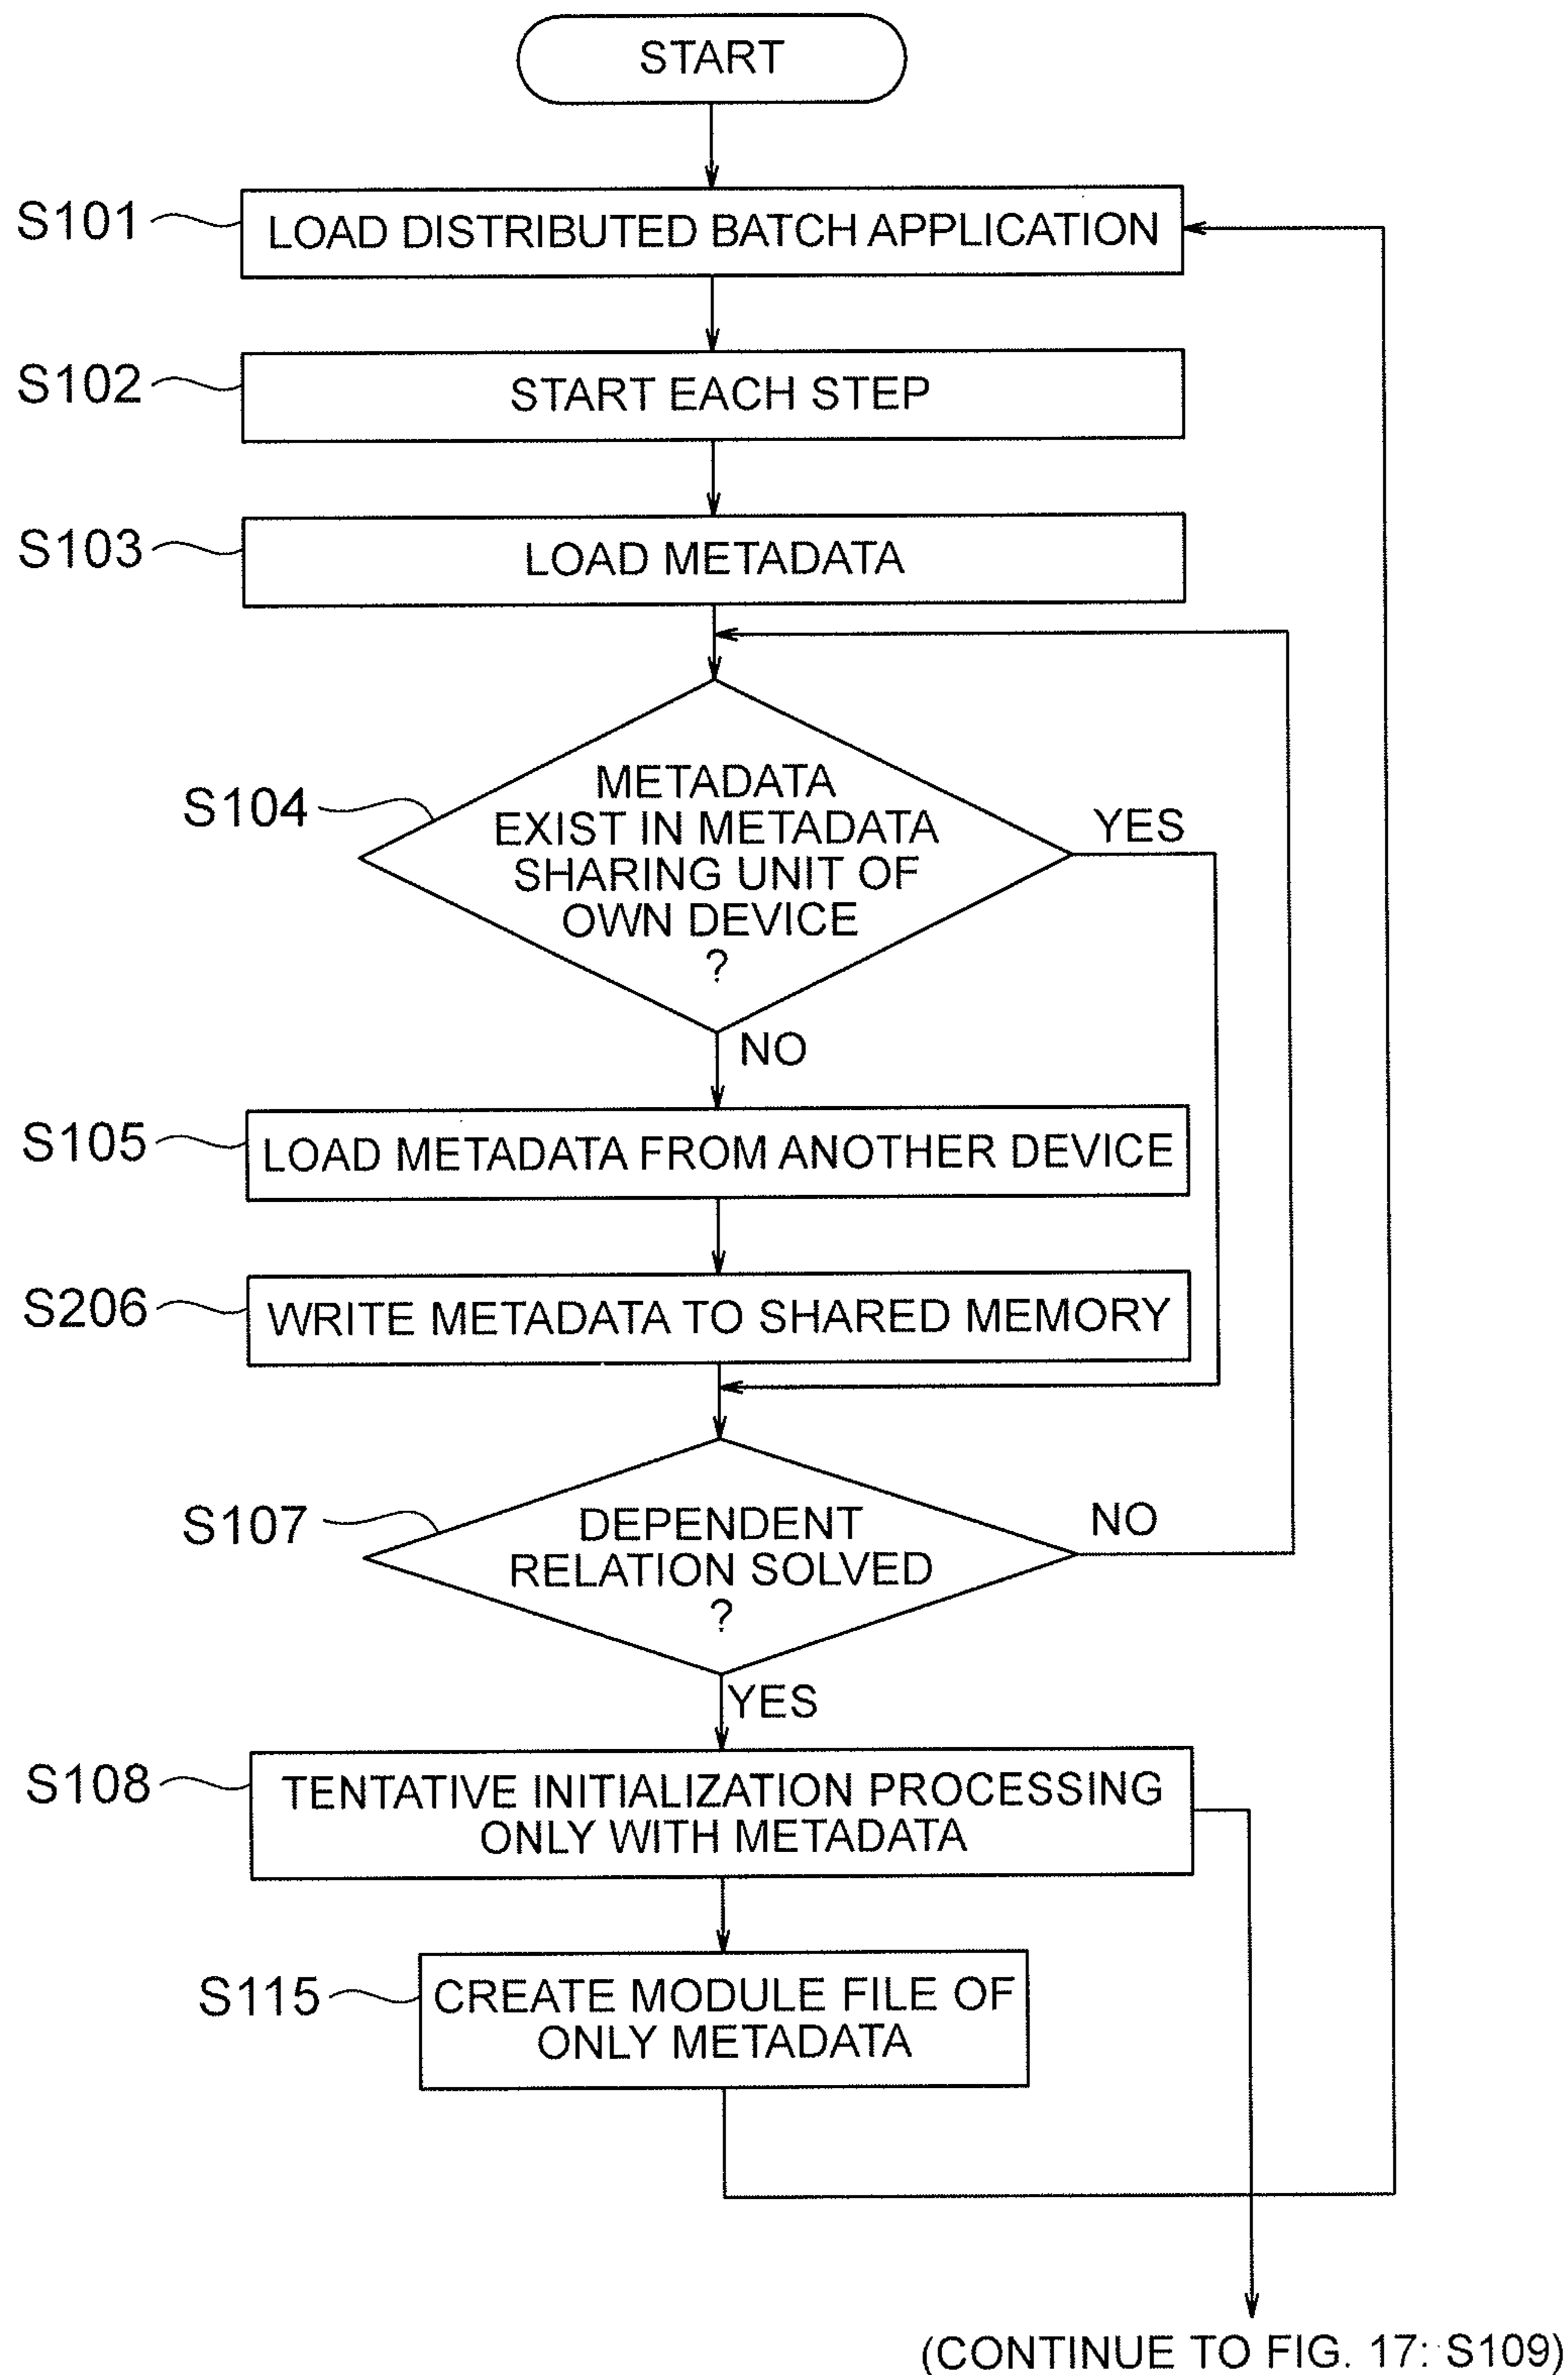 START
S101
LOAD DISTRIBUTED BATCH APPLICATION
S102
START EACH STEP
S103
LOAD METADATA
S104
METADATA
EXIST IN METADATA
SHARING UNIT OF
OWN DEVICE
?
YES
NO
S105
LOAD METADATA FROM ANOTHER DEVICE
S206
WRITE METADATA TO SHARED MEMORY
S107
DEPENDENT
RELATION SOLVED
?
NO
YES
S108
TENTATIVE INITIALIZATION PROCESSING
ONLY WITH METADATA
S115
CREATE MODULE FILE OF
ONLY METADATA
(CONTINUE TO FIG. 17: S109)